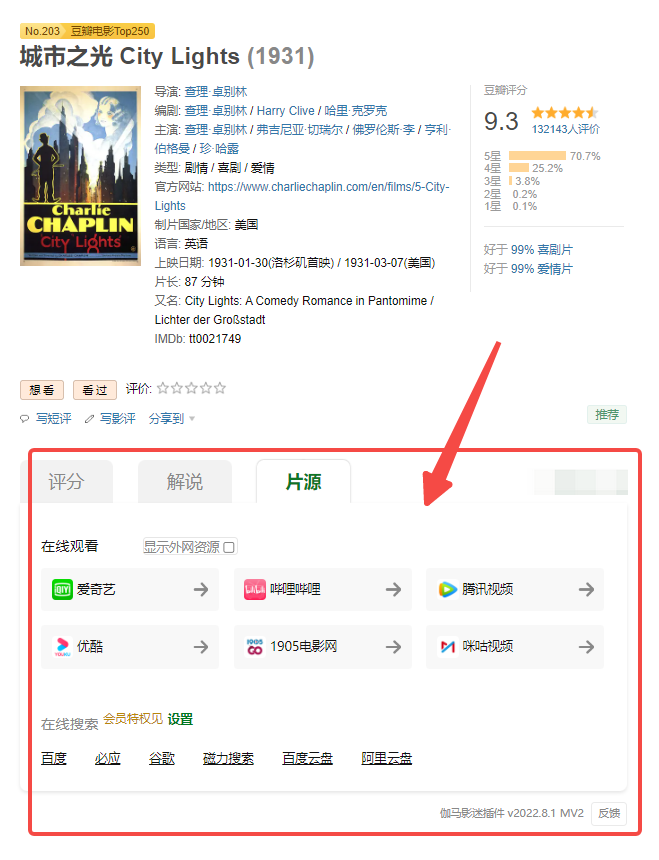 No.203 豆瓣电影Top250
城市之光 City Lights (1931)
Charlie
CHAPLIN
City Lights
导演: 查理·卓别林
编剧: 查理·卓别林 / Harry Clive / 哈里·克罗克
主演: 查理·卓别林 / 弗吉尼亚·切瑞尔 / 佛罗伦斯·李 / 亨利·
伯格曼 / 珍·哈露
类型: 剧情 / 喜剧 / 爱情
官方网站: https://www.charliechaplin.com/en/films/5-City-
Lights
制片国家/地区: 美国
语言: 英语
上映日期: 1931-01-30(洛杉矶首映) / 1931-03-07(美国)
片长: 87 分钟
又名: City Lights: A Comedy Romance in Pantomime /
Lichter der Großstadt
IMDb: tt0021749
豆瓣评分
9.3
132143人评价
5星 70.7%
4星 25.2%
3星 3.8%
2星 0.2%
1星 0.1%
好于 99% 喜剧片
好于 99% 爱情片
想看 看过 评价:
写短评 写影评 分享到
推荐
评分 解说 片源
在线观看 显示外网资源
QIY 爱奇艺 哔哩哔哩 腾讯视频
YOUKU 优酷 1905 1905电影网 咪咕视频
在线搜索 会员特权见 设置
百度 必应 谷歌 磁力搜索 百度云盘 阿里云盘
伽马影迷插件 v2022.8.1 MV2 反馈